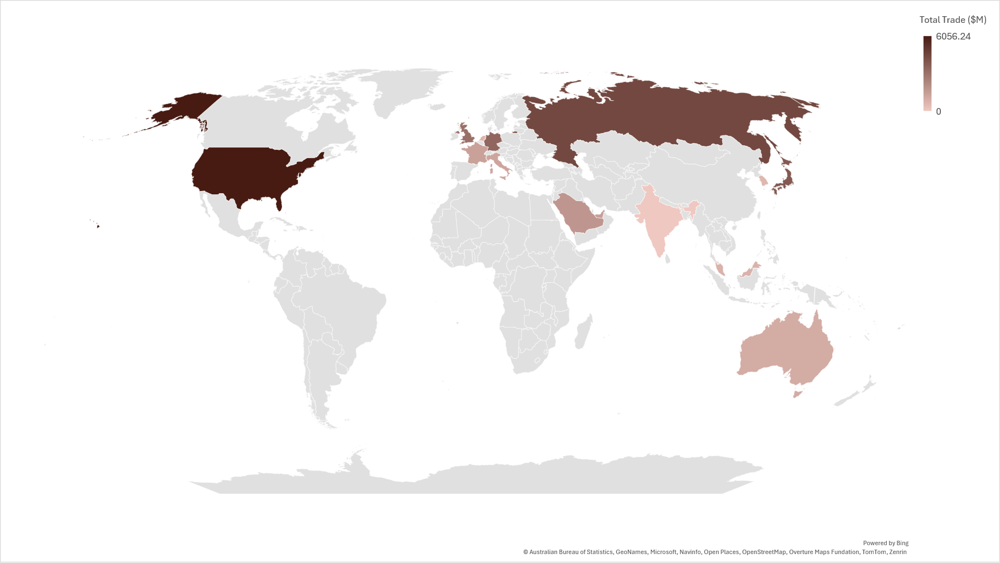 Total Trade ($M)
6056.24
0
Powered by Bing
© Australian Bureau of Statistics, GeoNames, Microsoft, Navinfo, Open Places, OpenStreetMap, Overture Maps Fundation, TomTom, Zenrin